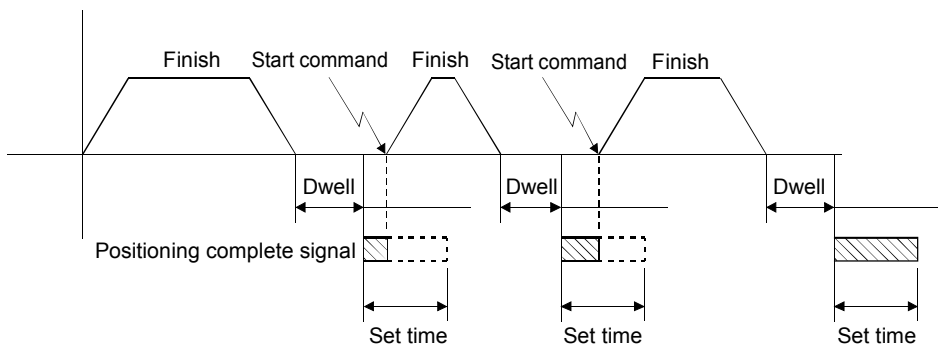 Finish
Start command
Finish
Start command
Finish
Dwell
Dwell
Dwell
Positioning complete signal
Set time
Set time
Set time